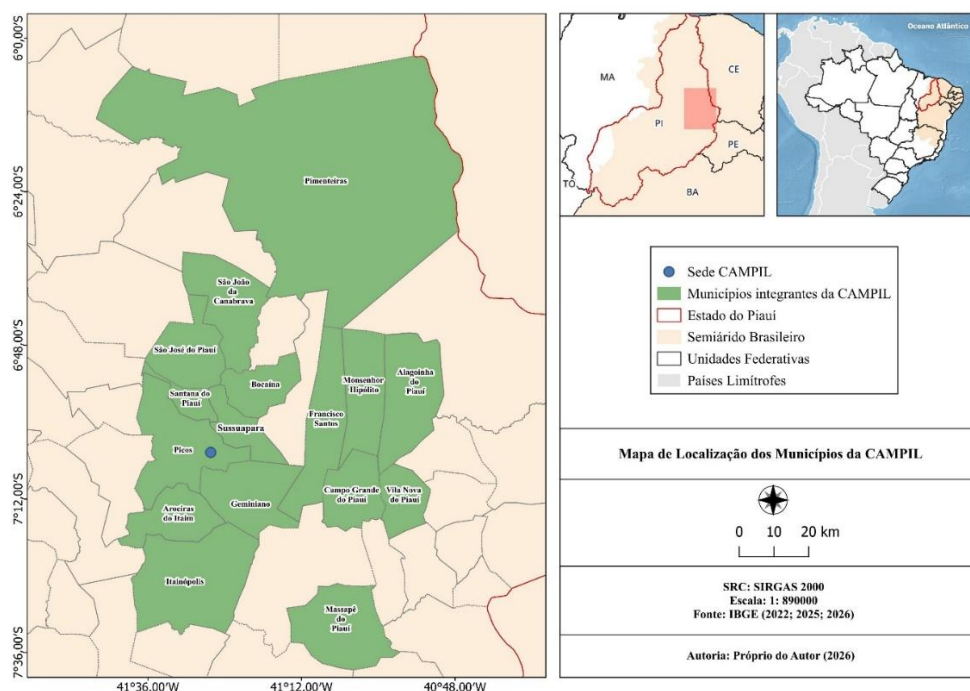 6°0,00'S
6°24,00'S
6°48,00'S
7°12,00'S
7°36,00'S
41°36,00'W
41°12,00'W
40°48,00'W
Pimenteiras
São João
da
Canabrava
São José do Piauí
Bocaina
Santana do
Piauí
Sussuapara
Picos
Monsenhor
Hipólito
Alagoinha
do
Piauí
Francisco
Santos
Geminiano
Campo Grande
do Piauí
Vila Nova
do Piauí
Aroeiras
do Itaim
Itainópolis
Massapê
do
Piauí
MA
CE
PI
PE
TO
BA
Oceano Atlântico
Sede CAMPIL
Municípios integrantes da CAMPIL
Estado do Piauí
Semiárido Brasileiro
Unidades Federativas
Países Limítrofes
Mapa de Localização dos Municípios da CAMPIL
0 10 20 km
SRC: SIRGAS 2000
Escala: 1: 890000
Fonte: IBGE (2022; 2025; 2026)
Autoria: Próprio do Autor (2026)